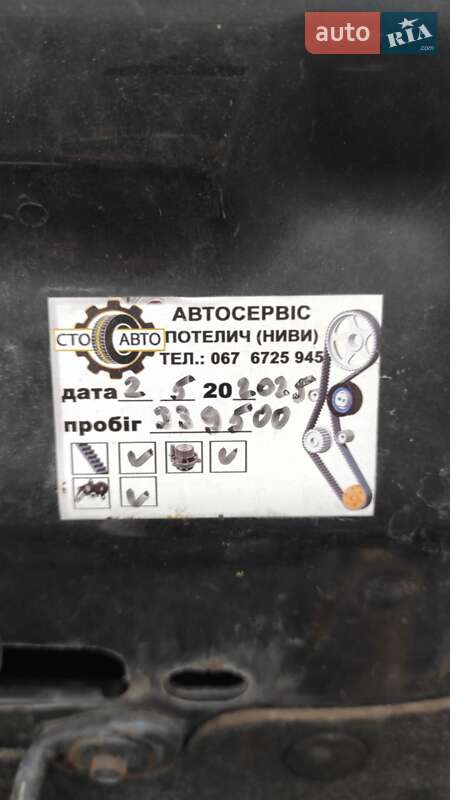 auto RIA.com
АВТОСЕРВІС
СТО АВТО
ПОТЕЛИЧ (НИВИ)
ТЕЛ.: 067 6725 945
дата 2 5 20 2025
пробіг 339500